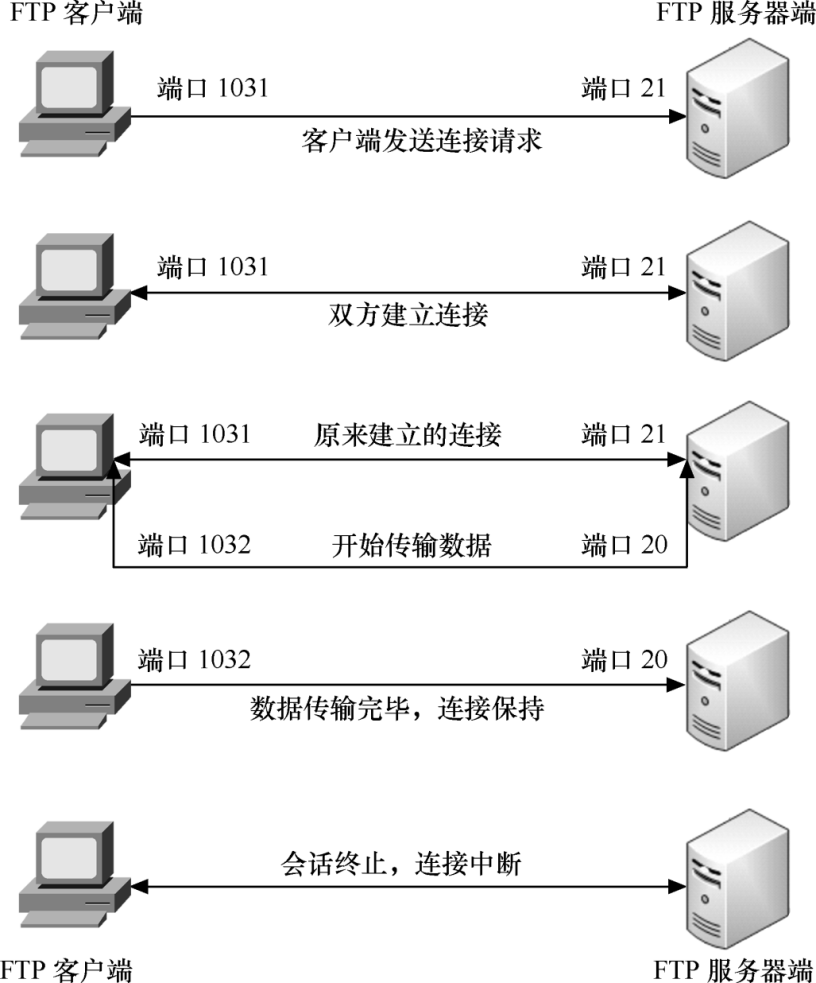 FTP 客户端
FTP 服务器端
端口 1031
端口 21
客户端发送连接请求
端口 1031
端口 21
双方建立连接
端口 1031
原来建立的连接
端口 21
端口 1032
开始传输数据
端口 20
端口 1032
端口 20
数据传输完毕，连接保持
会话终止，连接中断
FTP 客户端
FTP 服务器端